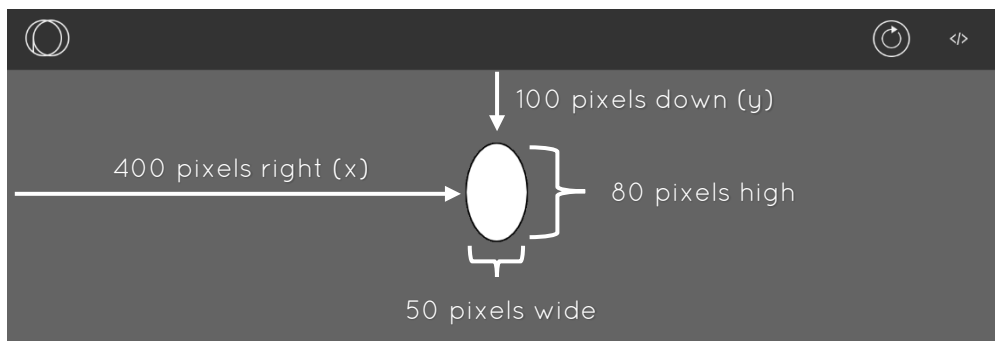 </>
100 pixels down (y)
400 pixels right (x)
80 pixels high
50 pixels wide